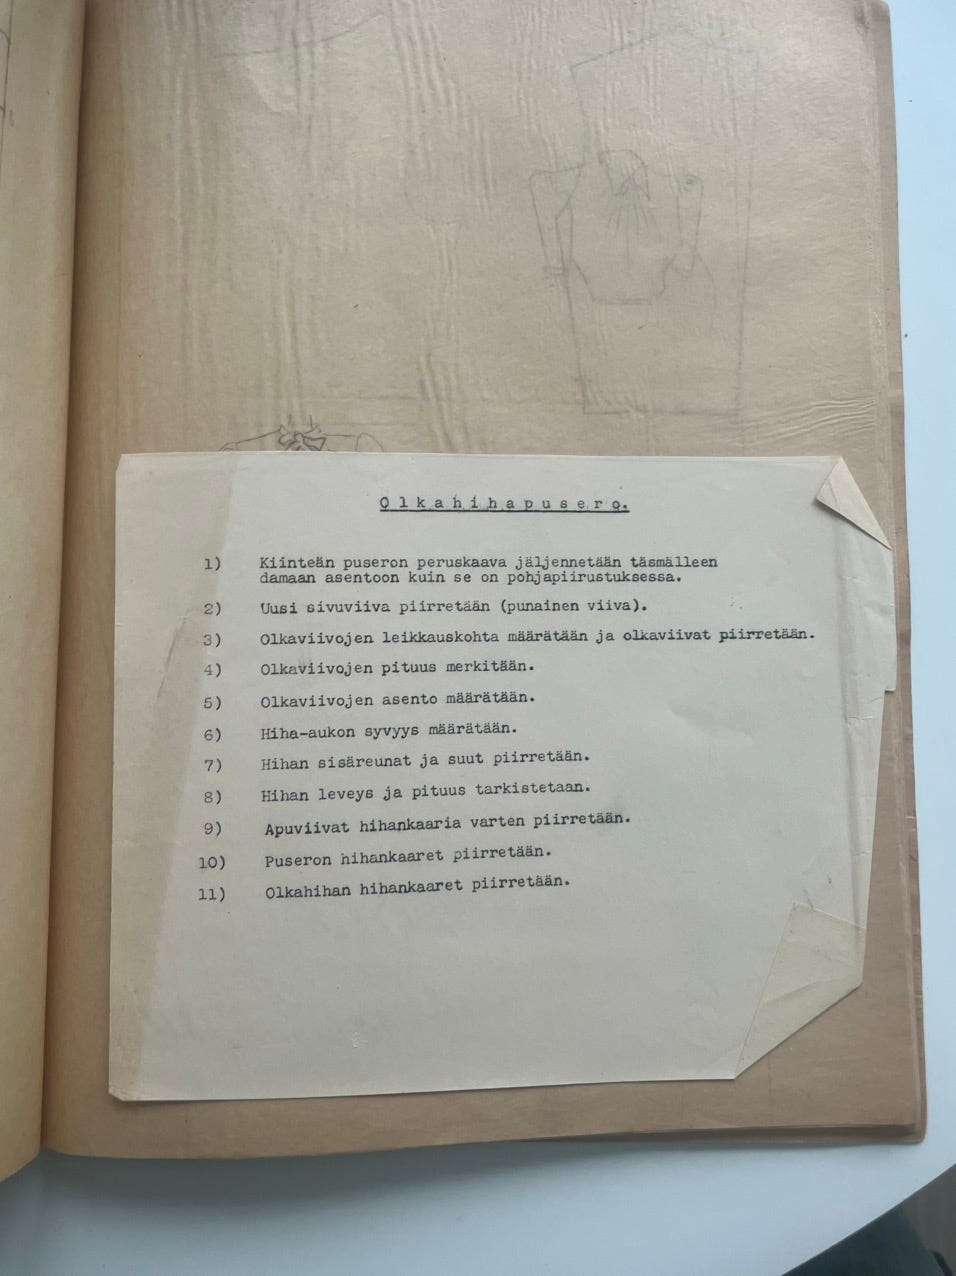 Olkahihapusero.
1) Kiinteän puseron peruskaava jäljennetään täsmälleen
damaan asentoon kuin se on pohjapiirustuksessa.
2) Uusi sivuviiva piirretään (punainen viiva).
3) Olkaviivojen leikkauskohta määrätään ja olkaviivat piirretään.
4) Olkaviivojen pituus merkitään.
5) Olkaviivojen asento määrätään.
6) Hiha-aukon syvyys määrätään.
7) Hihan sisäreunat ja suut piirretään.
8) Hihan leveys ja pituus tarkistetaan.
9) Apuviivat hihankaaria varten piirretään.
10) Puseron hihankaaret piirretään.
11) Olkahihan hihankaaret piirretään.